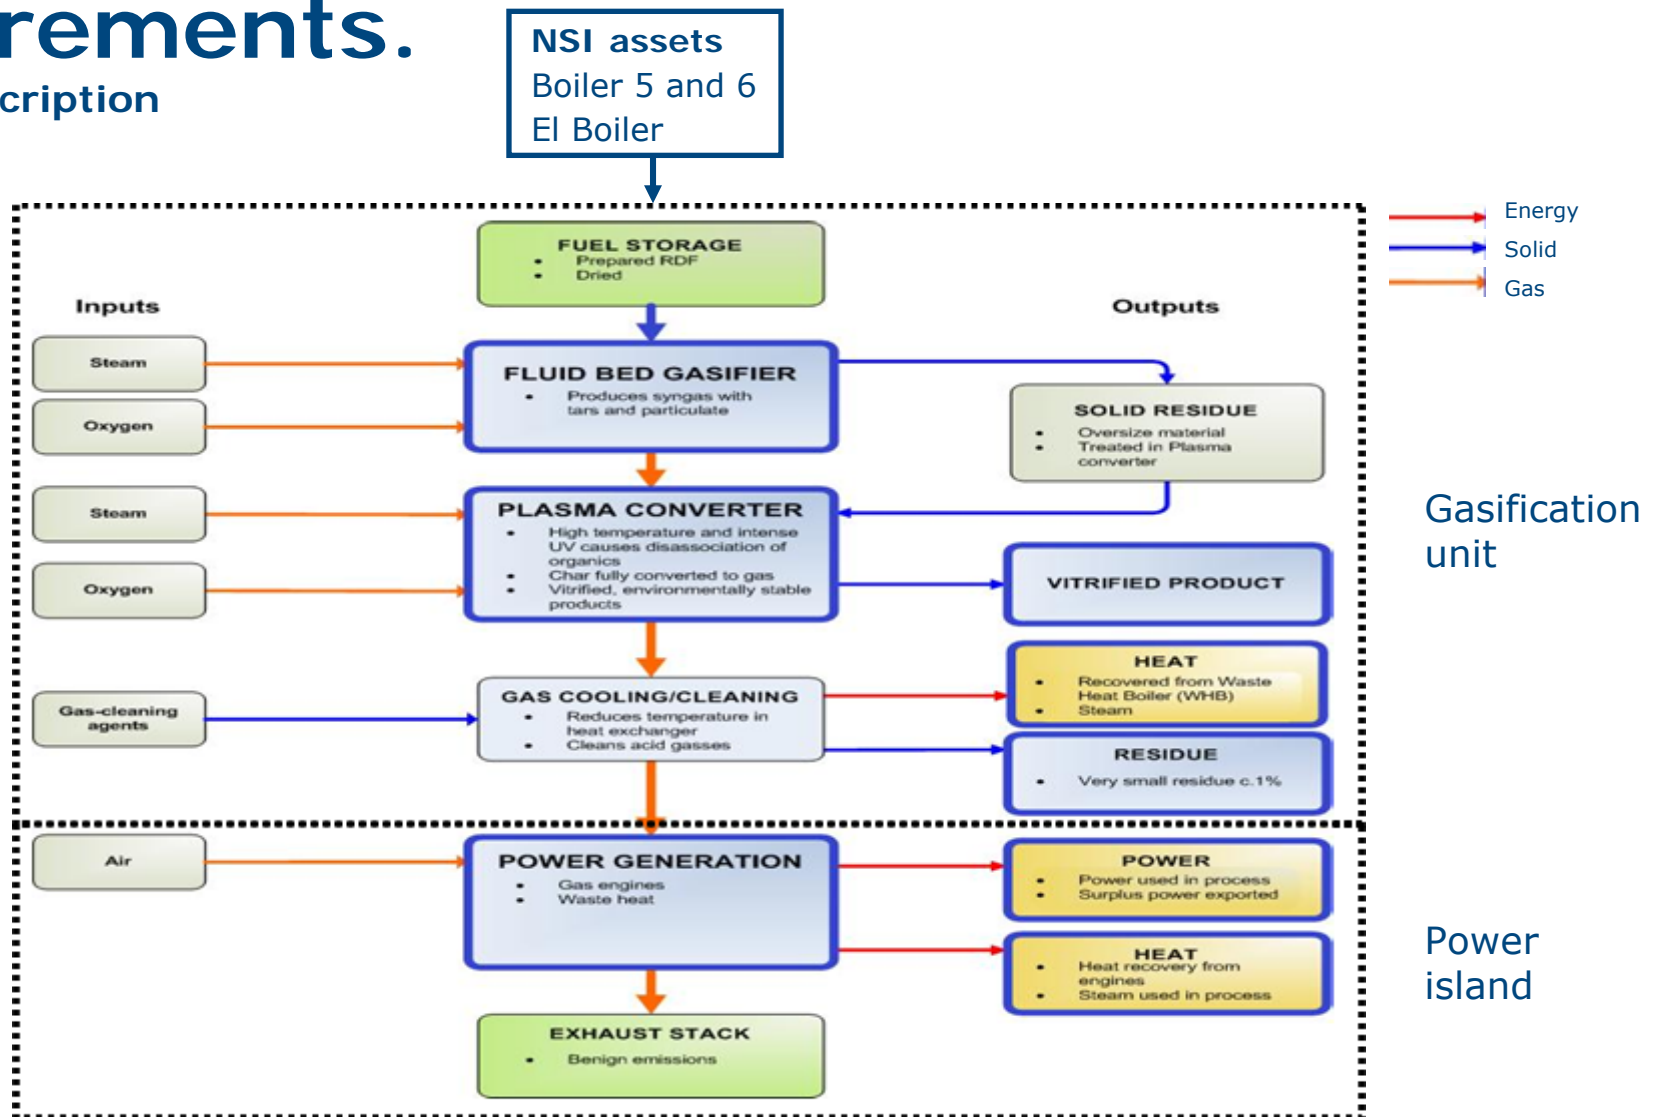 rements.
cription
NSI assets
Boiler 5 and 6
El Boiler
Energy
Solid
Gas
FUEL STORAGE
• Prepared RDF
• Dried
Inputs
Outputs
Steam
Oxygen
FLUID BED GASIFIER
• Produces syngas with
tars and particulate
SOLID RESIDUE
• Oversize material
• Treated in Plasma
converter
Steam
Oxygen
PLASMA CONVERTER
• High temperature and intense
UV causes disassociation of
organics
• Char fully converted to gas
• Vitrified, environmentally stable
products
VITRIFIED PRODUCT
Gasification
unit
Gas-cleaning
agents
GAS COOLING/CLEANING
• Reduces temperature in
heat exchanger
• Cleans acid gasses
HEAT
• Recovered from Waste
Heat Boiler (WHB)
• Steam
RESIDUE
• Very small residue c.1%
Air
POWER GENERATION
• Gas engines
• Waste heat
POWER
• Power used in process
• Surplus power exported
HEAT
• Heat recovery from
engines
• Steam used in process
Power
island
EXHAUST STACK
• Benign emissions